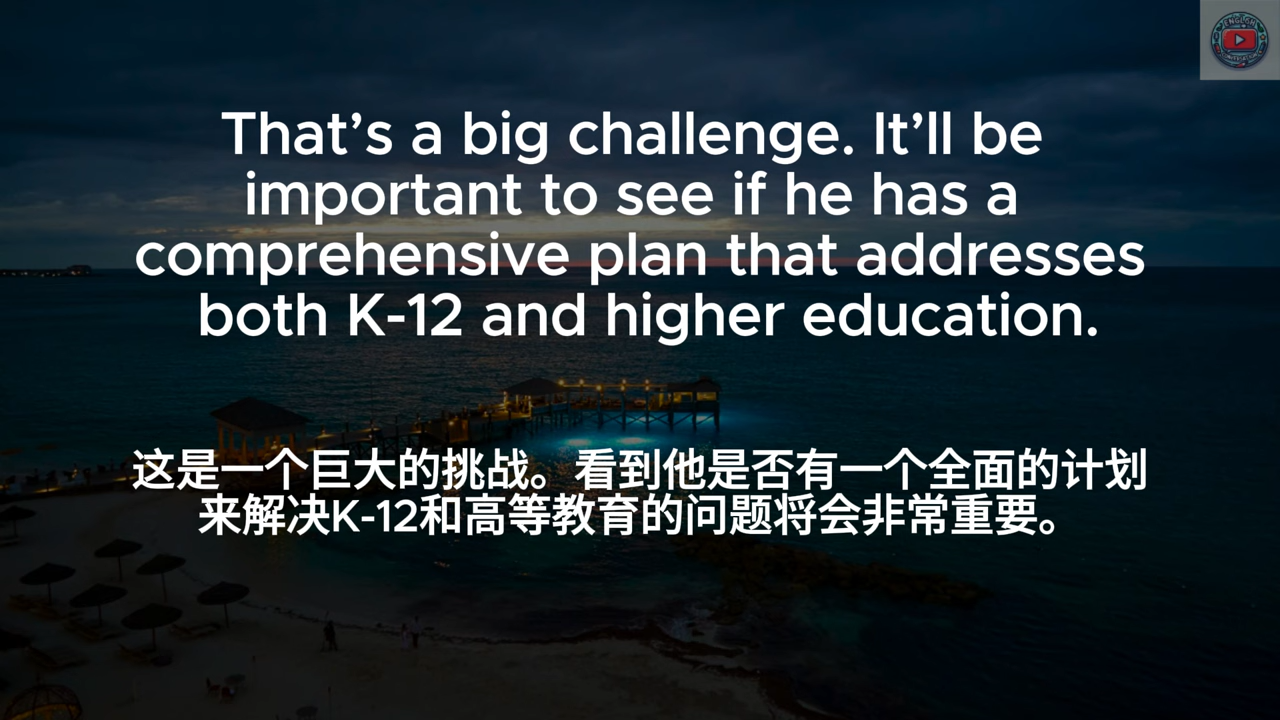 That’s a big challenge. It’ll be
important to see if he has a
comprehensive plan that addresses
both K-12 and higher education.
这是一个巨大的挑战。看到他是否有一个全面的计划
来解决K-12和高等教育的问题将会非常重要。